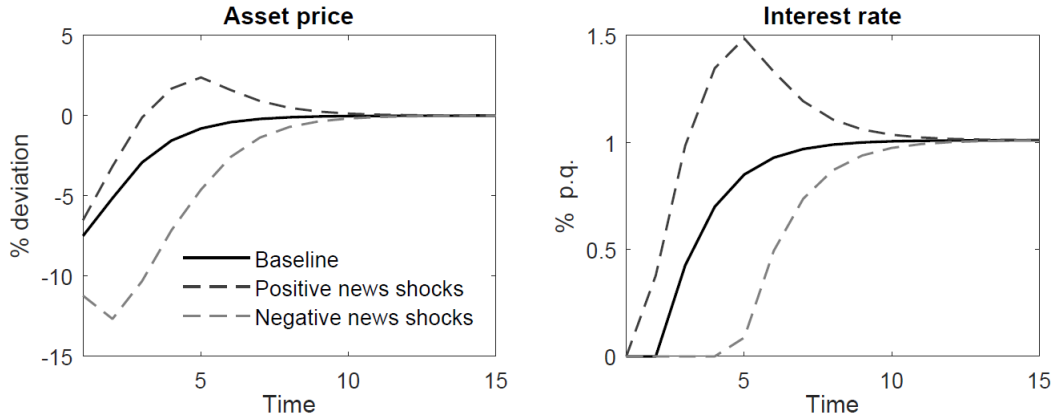 Asset price
5
0
-5
-10
-15
% deviation
5
10
15
Time
Baseline
Positive news shocks
Negative news shocks
Interest rate
1.5
1
0.5
0
% p.q.
5
10
15
Time